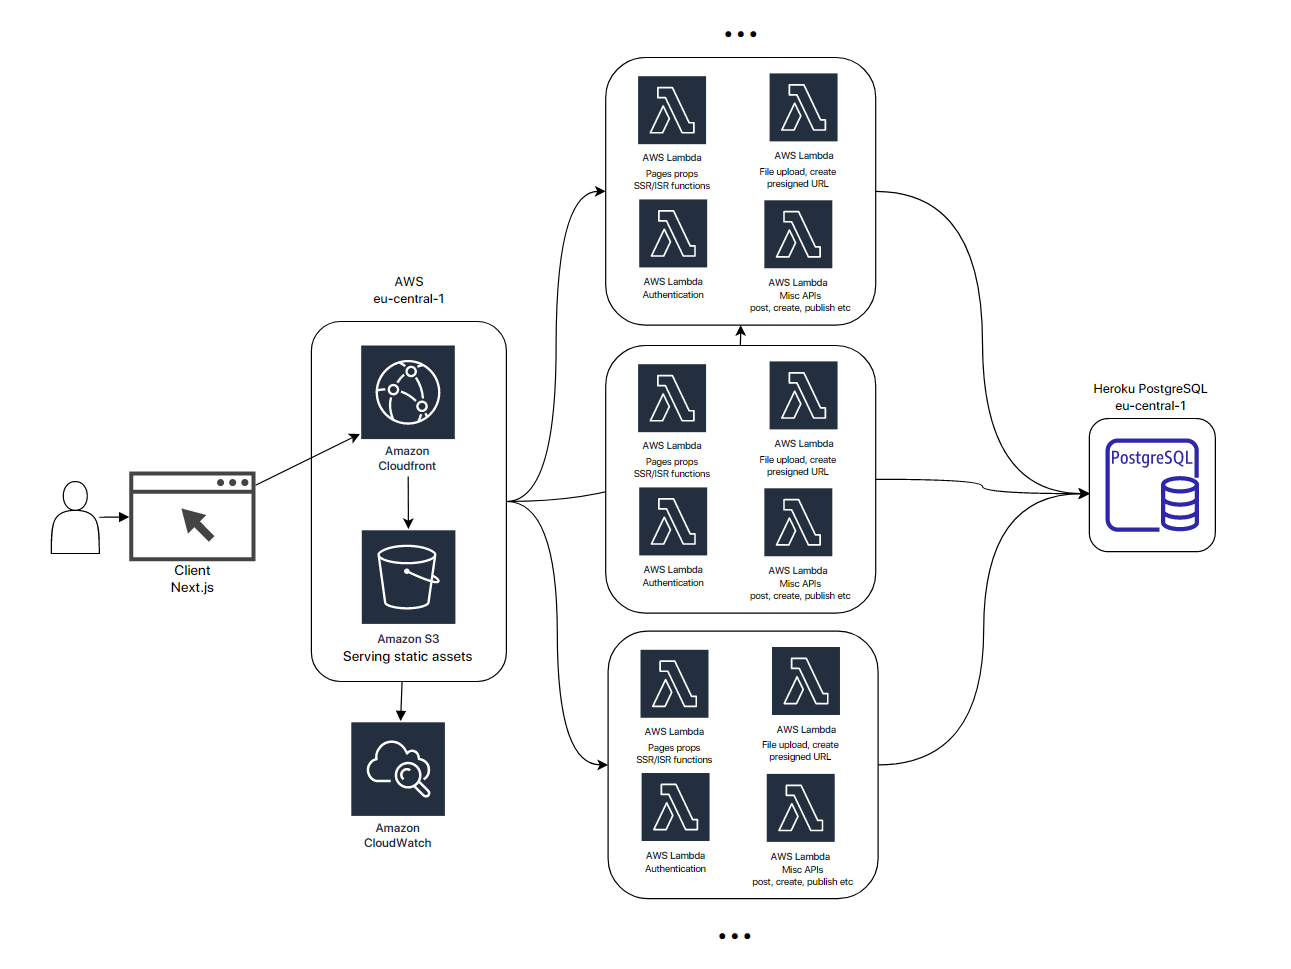 •••
AWS Lambda
Pages props
SSR/ISR functions
AWS Lambda
File upload, create
presigned URL
AWS Lambda
Authentication
AWS Lambda
Misc APIs
post, create, publish etc
AWS
eu-central-1
Amazon
Cloudfront
Amazon S3
Serving static assets
Amazon
CloudWatch
Client
Next.js
AWS Lambda
Pages props
SSR/ISR functions
AWS Lambda
File upload, create
presigned URL
AWS Lambda
Authentication
AWS Lambda
Misc APIs
post, create, publish etc
Heroku PostgreSQL
eu-central-1
PostgreSQL
AWS Lambda
Pages props
SSR/ISR functions
AWS Lambda
File upload, create
presigned URL
AWS Lambda
Authentication
AWS Lambda
Misc APIs
post, create, publish etc
•••